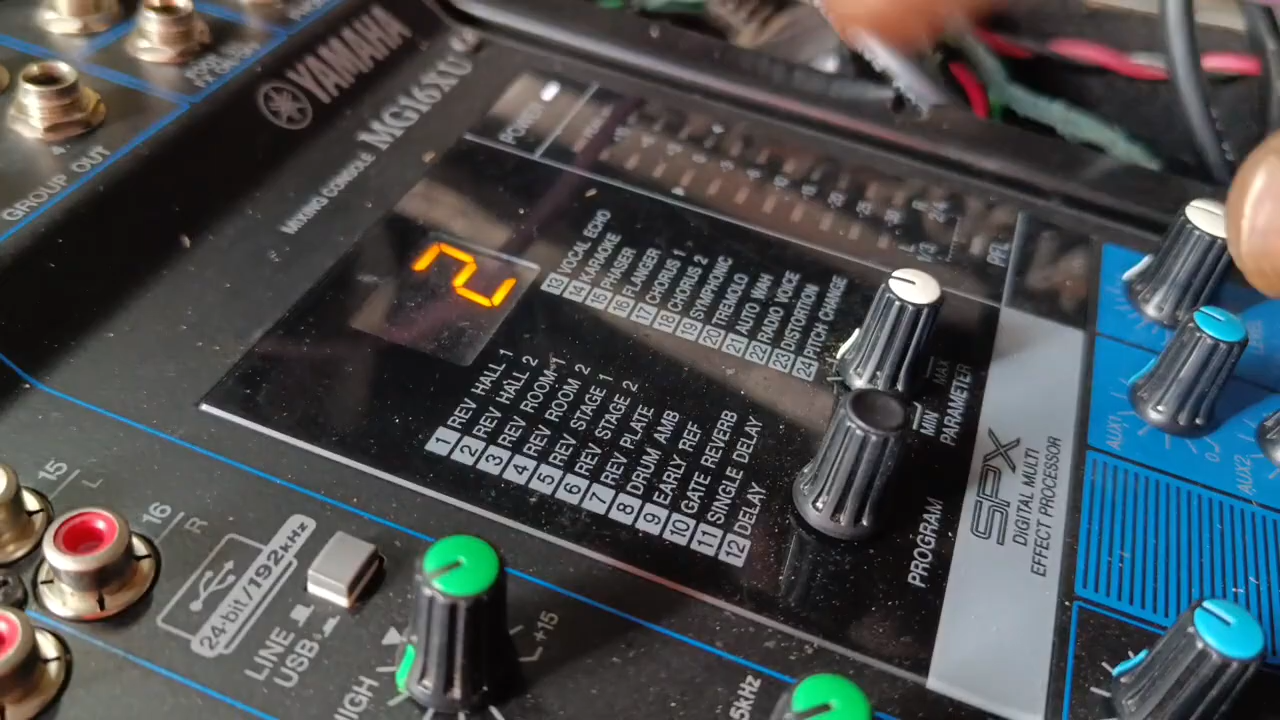 YAMAHA
MG16XU
MIXING CONSOLE
GROUP OUT
4
POWER
2
13 VOCAL ECHO
14 KARAOKE
15 PHASER
16 FLANGER
17 CHORUS 1
18 CHORUS 2
19 SYMPHONIC
20 TREMOLO
21 AUTO WAH
22 RADIO VOICE
23 DISTORTION
24 PITCH CHANGE
1 REV HALL 1
2 REV HALL 2
3 REV ROOM 1
4 REV ROOM 2
5 REV STAGE 1
6 REV STAGE 2
7 REV PLATE
8 DRUM AMB
9 EARLY REF
10 GATE REVERB
11 SINGLE DELAY
12 DELAY
PFL
MAX
MIN
PARAMETER
PROGRAM
SPX
DIGITAL MULTI
EFFECT PROCESSOR
AUX1
AUX2
15
L
16
R
24-bit/192kHz
LINE
USB
HIGH
+15
5kHz